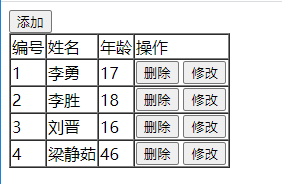 添加
编号 姓名 年龄 操作
1 李勇 17 删除 修改
2 李胜 18 删除 修改
3 刘晋 16 删除 修改
4 梁静茹 46 删除 修改